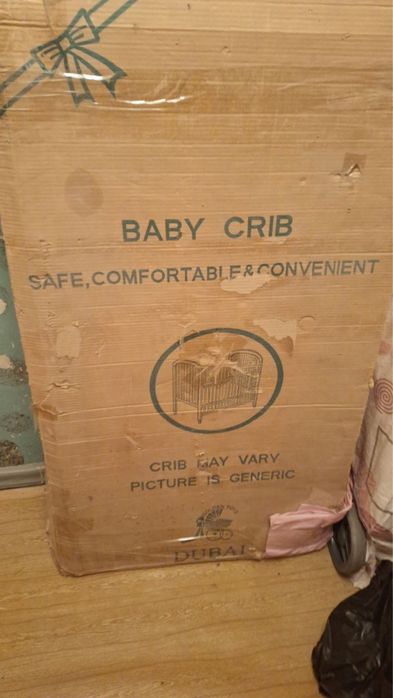 BABY CRIB
SAFE, COMFORTABLE & CONVENIENT
CRIB MAY VARY
PICTURE IS GENERIC
DUBAI